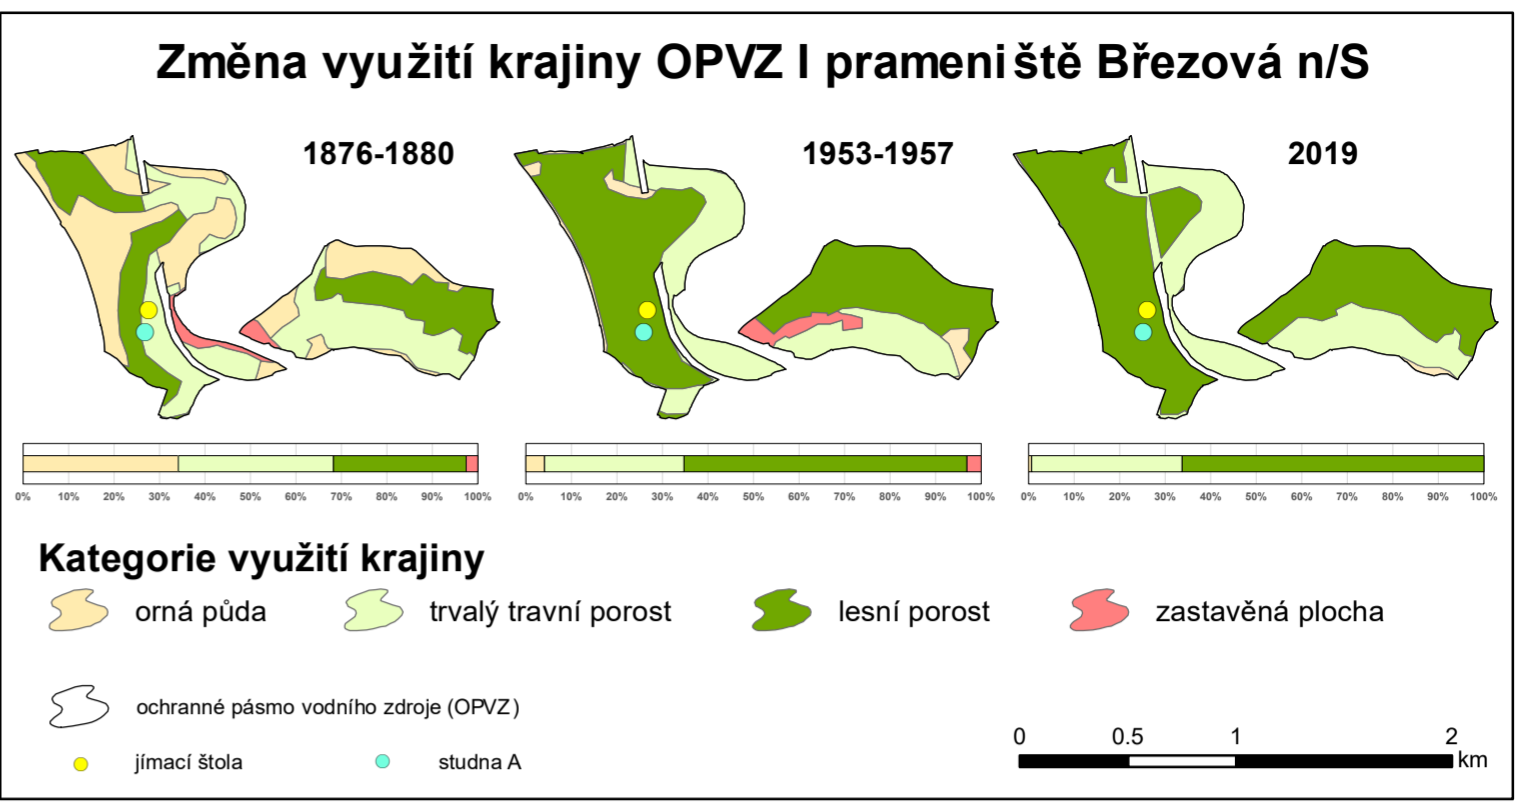 Změna využití krajiny OPVZ I prameniště Březová n/S
1876-1880
1953-1957
2019
0% 10% 20% 30% 40% 50% 60% 70% 80% 90% 100%
0% 10% 20% 30% 40% 50% 60% 70% 80% 90% 100%
0% 10% 20% 30% 40% 50% 60% 70% 80% 90% 100%
Kategorie využití krajiny
orná půda
trvalý travní porost
lesní porost
zastavěná plocha
ochranné pásmo vodního zdroje (OPVZ)
jímací štola
studna A
0 0.5 1 2
km